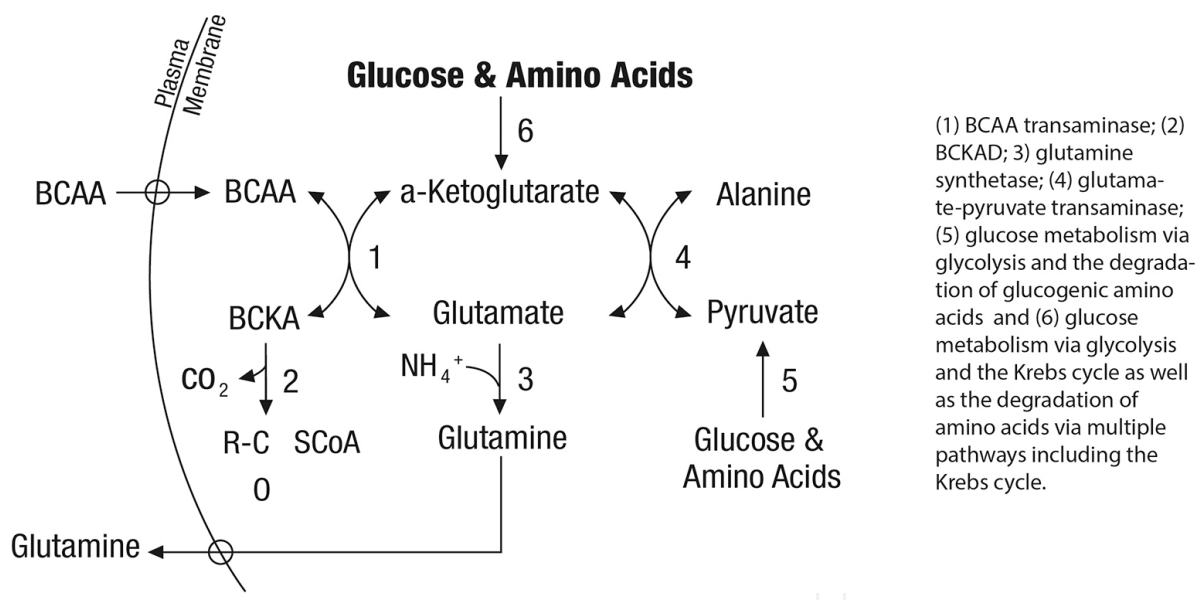 Plasma
Membrane
Glucose & Amino Acids
6
BCAA
BCAA
a-Ketoglutarate
Alanine
1
4
BCKA
Glutamate
Pyruvate
CO2
2
NH4+
3
5
R-C SCoA
O
Glutamine
Glucose &
Amino Acids
Glutamine
(1) BCAA transaminase; (2)
BCKAD; 3) glutamine
synthetase; (4) glutama-
te-pyruvate transaminase;
(5) glucose metabolism via
glycolysis and the degrada-
tion of glucogenic amino
acids and (6) glucose
metabolism via glycolysis
and the Krebs cycle as well
as the degradation of
amino acids via multiple
pathways including the
Krebs cycle.